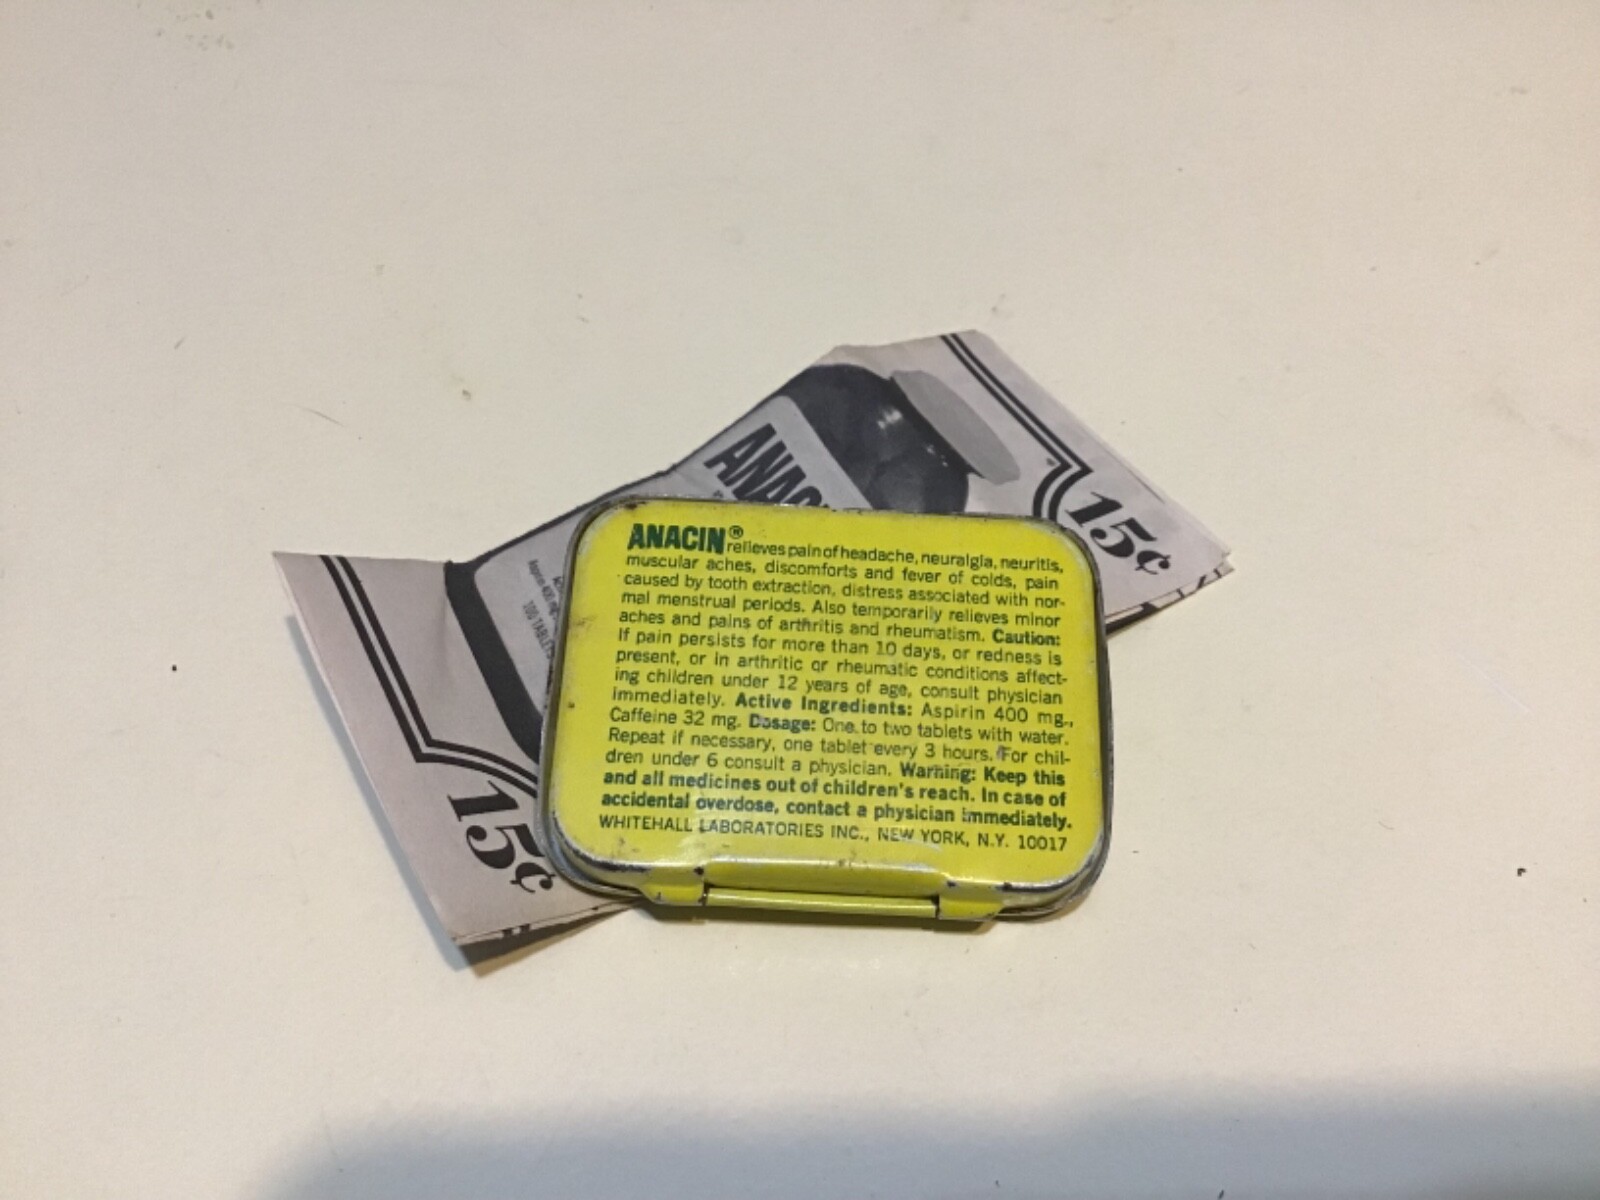 ANACIN
Aspirin 400 mg
100 TABLETS
15¢
15¢
ANACIN® relieves pain of headache, neuralgia, neuritis,
muscular aches, discomforts and fever of colds, pain
caused by tooth extraction, distress associated with nor-
mal menstrual periods. Also temporarily relieves minor
aches and pains of arthritis and rheumatism. Caution:
If pain persists for more than 10 days, or redness is
present, or in arthritic or rheumatic conditions affect-
ing children under 12 years of age, consult physician
immediately. Active Ingredients: Aspirin 400 mg.,
Caffeine 32 mg. Dosage: One to two tablets with water.
Repeat if necessary, one tablet every 3 hours. For chil-
dren under 6 consult a physician. Warning: Keep this
and all medicines out of children's reach. In case of
accidental overdose, contact a physician immediately.
WHITEHALL LABORATORIES INC., NEW YORK, N.Y. 10017